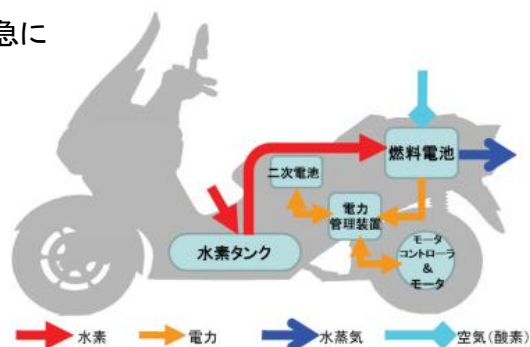 急に
燃料電池
二次電池
電力
管理装置
水素タンク
モータ
コントローラ
&
モータ
水素
電力
水蒸気
空気(酸素)